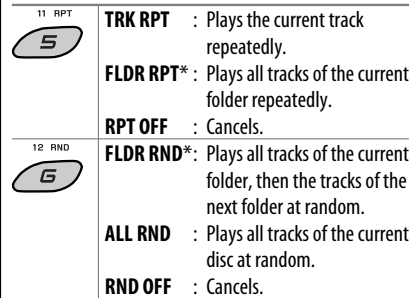 11 RPT
5
TRK RPT : Plays the current track
repeatedly.
FLDR RPT* : Plays all tracks of the current
folder repeatedly.
RPT OFF : Cancels.
12 RND
6
FLDR RND*: Plays all tracks of the current
folder, then the tracks of the
next folder at random.
ALL RND : Plays all tracks of the current
disc at random.
RND OFF : Cancels.